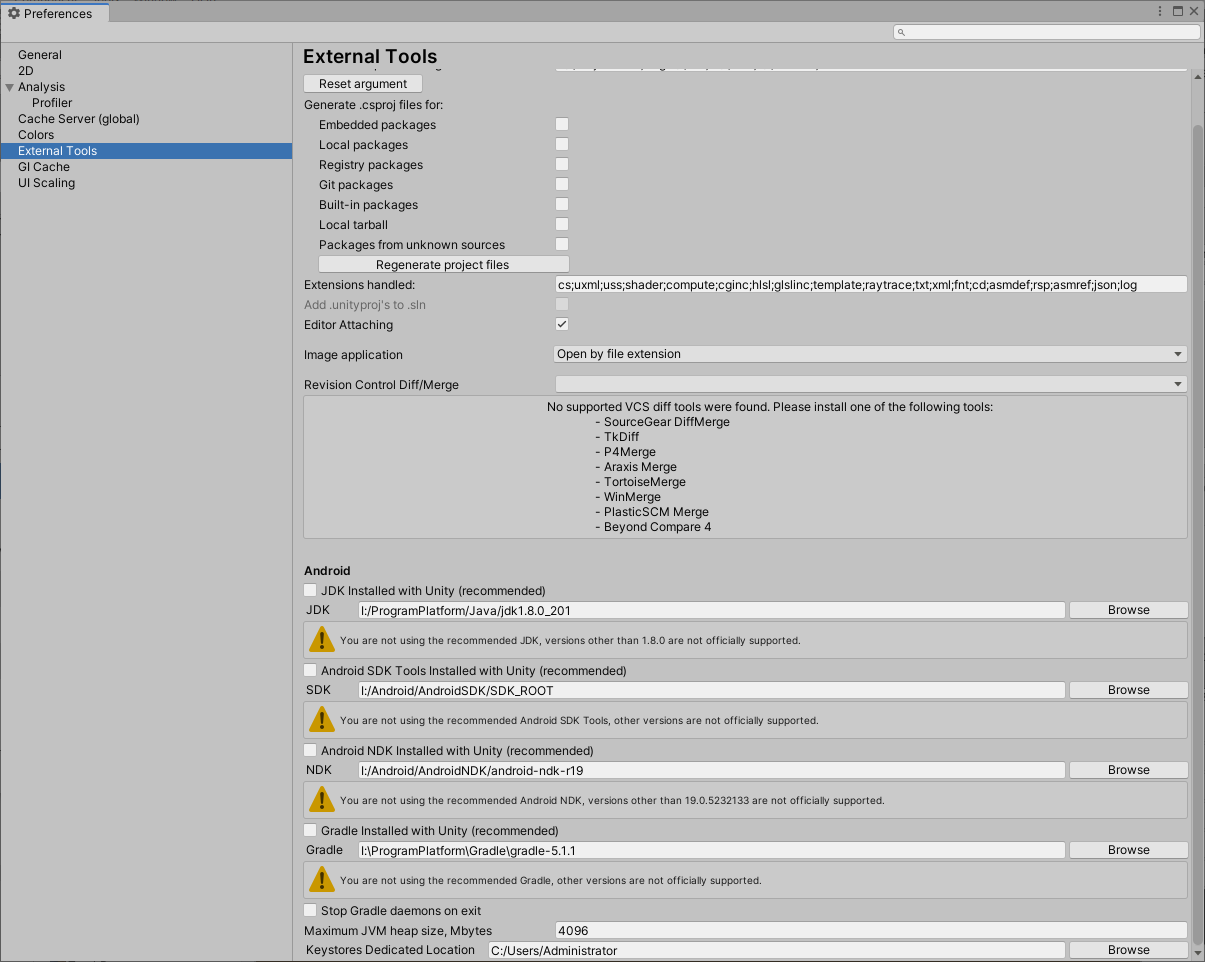 Preferences
General
2D
Analysis
Profiler
Cache Server (global)
Colors
External Tools
GI Cache
UI Scaling
External Tools
Reset argument
Generate .csproj files for:
Embedded packages
Local packages
Registry packages
Git packages
Built-in packages
Local tarball
Packages from unknown sources
Regenerate project files
Extensions handled: cs;uxml;uss;shader;compute;cginc;hlsl;glslinc;template;raytrace;txt;xml;fnt;cd;asmdef;rsp;asmref;json;log
Add .unityproj's to .sln
Editor Attaching
Image application Open by file extension
Revision Control Diff/Merge
No supported VCS diff tools were found. Please install one of the following tools:
- SourceGear DiffMerge
- TkDiff
- P4Merge
- Araxis Merge
- TortoiseMerge
- WinMerge
- PlasticSCM Merge
- Beyond Compare 4
Android
JDK Installed with Unity (recommended)
JDK I:/ProgramPlatform/Java/jdk1.8.0_201 Browse
You are not using the recommended JDK, versions other than 1.8.0 are not officially supported.
Android SDK Tools Installed with Unity (recommended)
SDK I:/Android/AndroidSDK/SDK_ROOT Browse
You are not using the recommended Android SDK Tools, other versions are not officially supported.
Android NDK Installed with Unity (recommended)
NDK I:/Android/AndroidNDK/android-ndk-r19 Browse
You are not using the recommended Android NDK, versions other than 19.0.5232133 are not officially supported.
Gradle Installed with Unity (recommended)
Gradle I:\ProgramPlatform\Gradle\gradle-5.1.1 Browse
You are not using the recommended Gradle, other versions are not officially supported.
Stop Gradle daemons on exit
Maximum JVM heap size, Mbytes 4096
Keystores Dedicated Location C:/Users/Administrator Browse